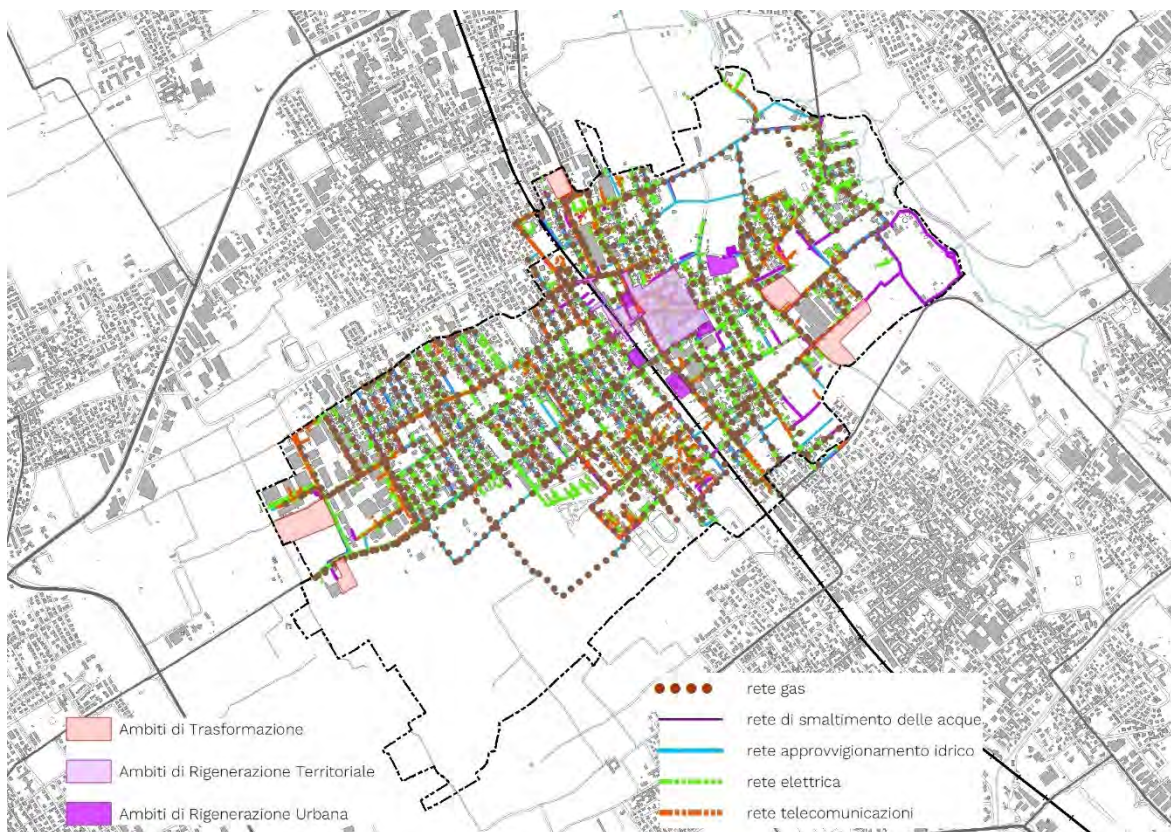 Ambiti di Trasformazione
Ambiti di Rigenerazione Territoriale
Ambiti di Rigenerazione Urbana
rete gas
rete di smaltimento delle acque
rete approvvigionamento idrico
rete elettrica
rete telecomunicazioni